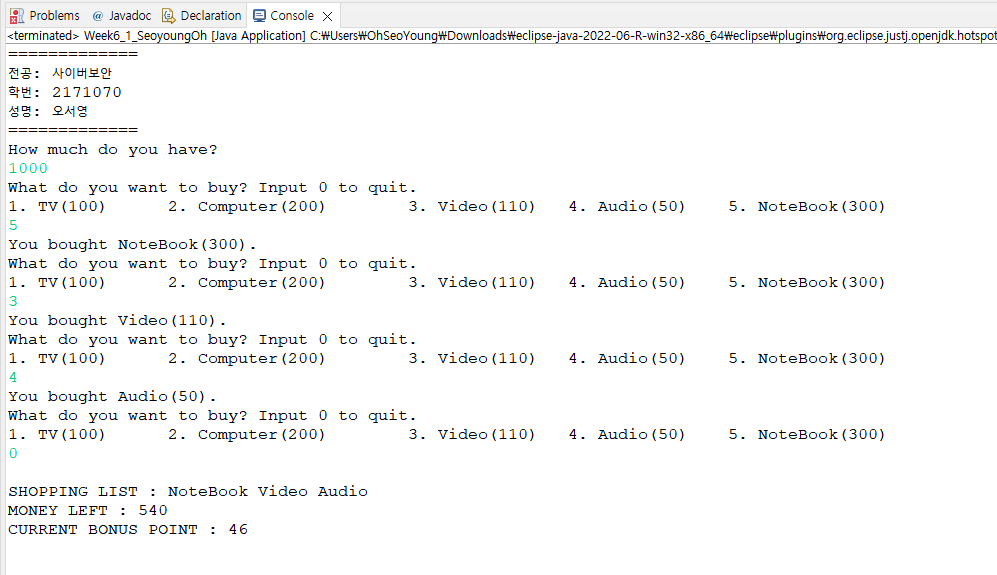 Problems @ Javadoc Declaration Console
<terminated> Week6_1_SeoyoungOh [Java Application] C:₩Users₩OhSeoYoung₩Downloads₩eclipse-java-2022-06-R-win32-x86_64₩eclipse₩plugins₩org.eclipse.justj.openjdk.hotspot
=============
전공: 사이버보안
학번: 2171070
성명: 오서영
=============
How much do you have?
1000
What do you want to buy? Input 0 to quit.
1. TV(100) 2. Computer(200) 3. Video(110) 4. Audio(50) 5. NoteBook(300)
5
You bought NoteBook(300).
What do you want to buy? Input 0 to quit.
1. TV(100) 2. Computer(200) 3. Video(110) 4. Audio(50) 5. NoteBook(300)
3
You bought Video(110).
What do you want to buy? Input 0 to quit.
1. TV(100) 2. Computer(200) 3. Video(110) 4. Audio(50) 5. NoteBook(300)
4
You bought Audio(50).
What do you want to buy? Input 0 to quit.
1. TV(100) 2. Computer(200) 3. Video(110) 4. Audio(50) 5. NoteBook(300)
0
SHOPPING LIST : NoteBook Video Audio
MONEY LEFT : 540
CURRENT BONUS POINT : 46